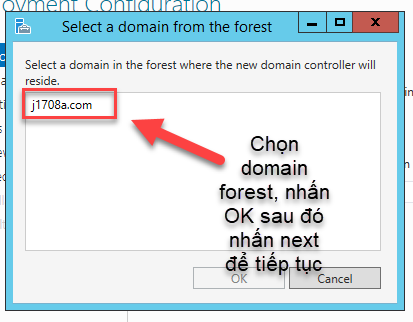 oyment Configuration
Select a domain from the forest
Select a domain in the forest where the new domain controller will
reside.
j1708a.com
Chọn
domain
forest, nhấn
OK sau đó
nhấn next
để tiếp tục
OK
Cancel